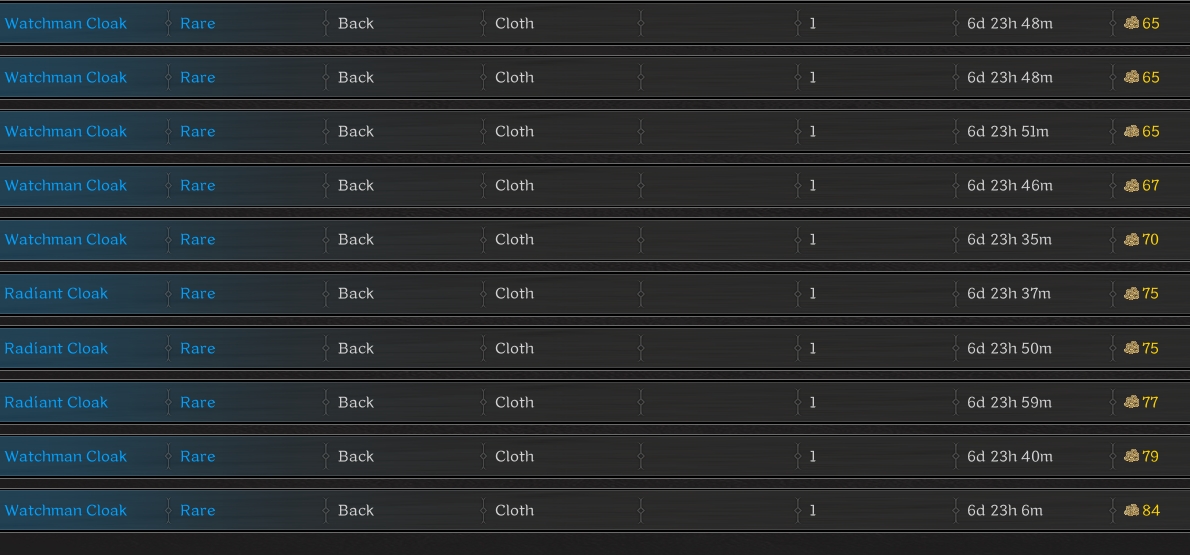 Watchman Cloak Rare Back Cloth 1 6d 23h 48m 65
Watchman Cloak Rare Back Cloth 1 6d 23h 48m 65
Watchman Cloak Rare Back Cloth 1 6d 23h 51m 65
Watchman Cloak Rare Back Cloth 1 6d 23h 46m 67
Watchman Cloak Rare Back Cloth 1 6d 23h 35m 70
Radiant Cloak Rare Back Cloth 1 6d 23h 37m 75
Radiant Cloak Rare Back Cloth 1 6d 23h 50m 75
Radiant Cloak Rare Back Cloth 1 6d 23h 59m 77
Watchman Cloak Rare Back Cloth 1 6d 23h 40m 79
Watchman Cloak Rare Back Cloth 1 6d 23h 6m 84